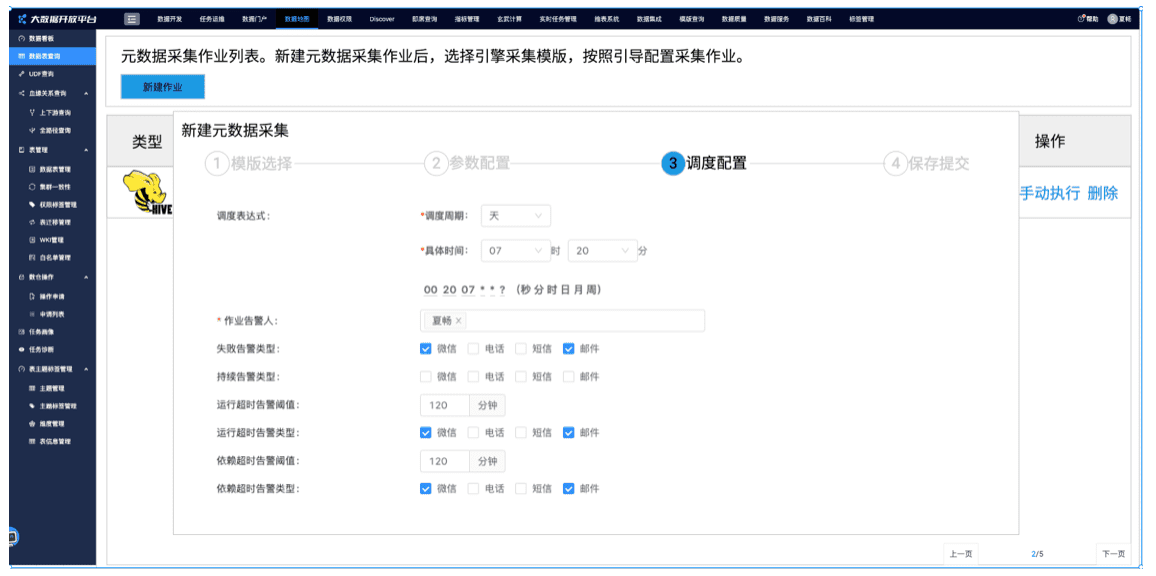 大数据开放平台 数据开发 任务运维 数据门户 数据地图 数据权限 Discover 即席查询 指标管理 玄武计算 实时任务管理 推表系统 数据集成 模版查询 数据质量 数据服务 数据百科 标签管理 帮助 夏畅
数据看板
数据表查询
UDF查询
血缘关系查询
上下游查询
全路径查询
表管理
数据表管理
集群一致性
权限标签管理
表迁移管理
WKI管理
白名单管理
数仓操作
操作申请
申请列表
任务画像
任务诊断
表主题标签管理
主题管理
主题标签管理
维度管理
表信息管理
元数据采集作业列表。新建元数据采集作业后，选择引擎采集模版，按照引导配置采集作业。
新建作业
类型 操作
HIVE 手动执行 删除
新建元数据采集
1 模版选择 2 参数配置 3 调度配置 4 保存提交
调度表达式： *调度周期： 天
*具体时间： 07 时 20 分
00 20 07 * * ? （秒 分 时 日 月 周）
* 作业告警人： 夏畅 ×
失败告警类型： 微信 电话 短信 邮件
持续告警类型： 微信 电话 短信 邮件
运行超时告警阈值： 120 分钟
运行超时告警类型： 微信 电话 短信 邮件
依赖超时告警阈值： 120 分钟
依赖超时告警类型： 微信 电话 短信 邮件
上一页 2/5 下一页